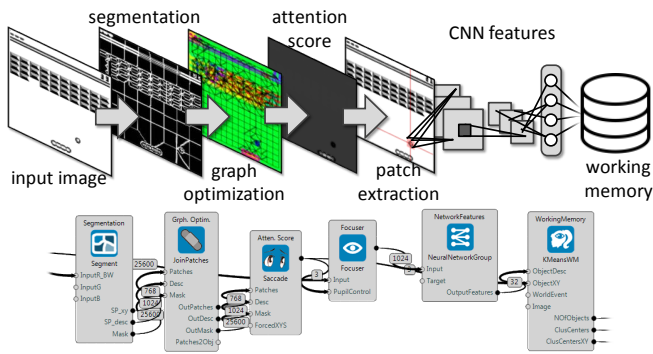 segmentation
attention
score
CNN features
input image
graph
optimization
patch
extraction
working
memory
Segmentation
Segment
InputR_BW
InputG
InputB
SP_xy
SP_desc
Mask
25600
768
1024
25600
Grph. Optim.
JoinPatches
Patches
Desc
Mask
OutPatches
OutDesc
OutMask
Patches2Obj
768
1024
25600
Atten. Score
Saccade
Patches
Desc
Mask
ForcedXYS
3
Focuser
Focuser
Input
PupilControl
1024
3
NetworkFeatures
NeuralNetworkGroup
Input
Target
OutputFeatures
32
WorkingMemory
KMeansWM
ObjectDesc
ObjectXY
WorldEvent
Image
NOfObjects
ClusCenters
ClusCentersXY